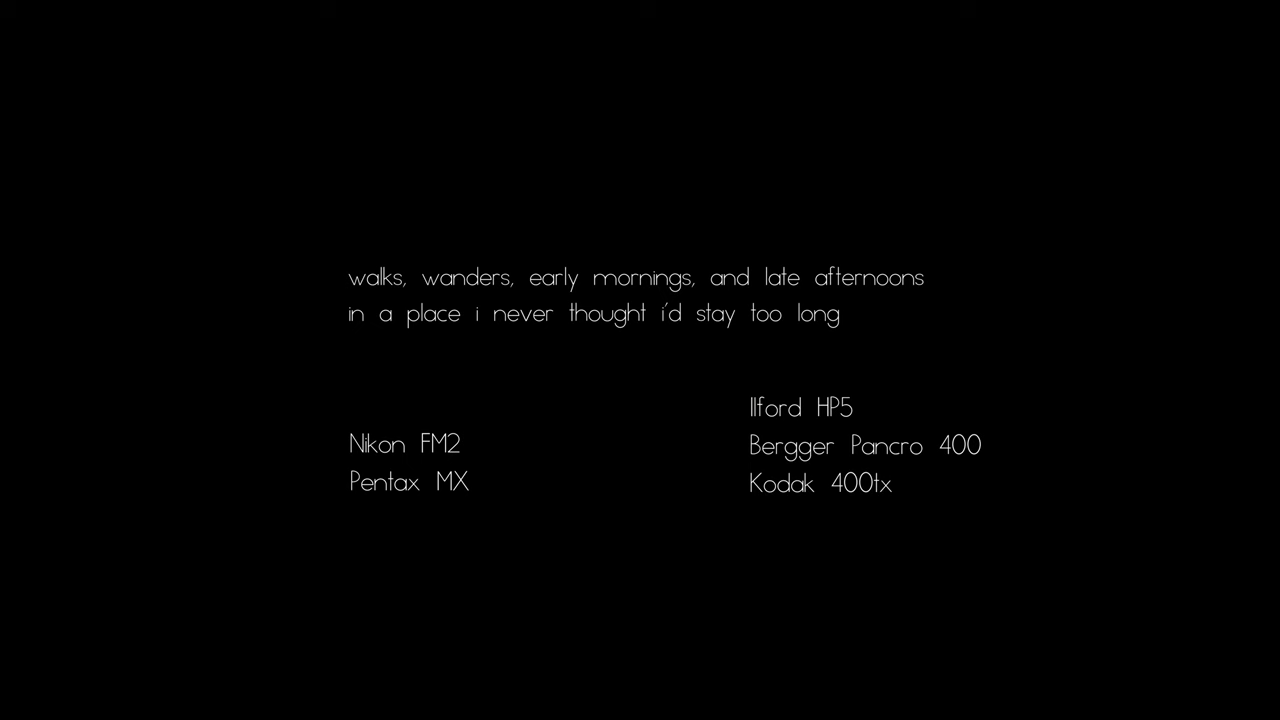 walks, wanders, early mornings, and late afternoons
in a place i never thought i'd stay too long
Nikon FM2
Pentax MX
Ilford HP5
Bergger Pancro 400
Kodak 400tx